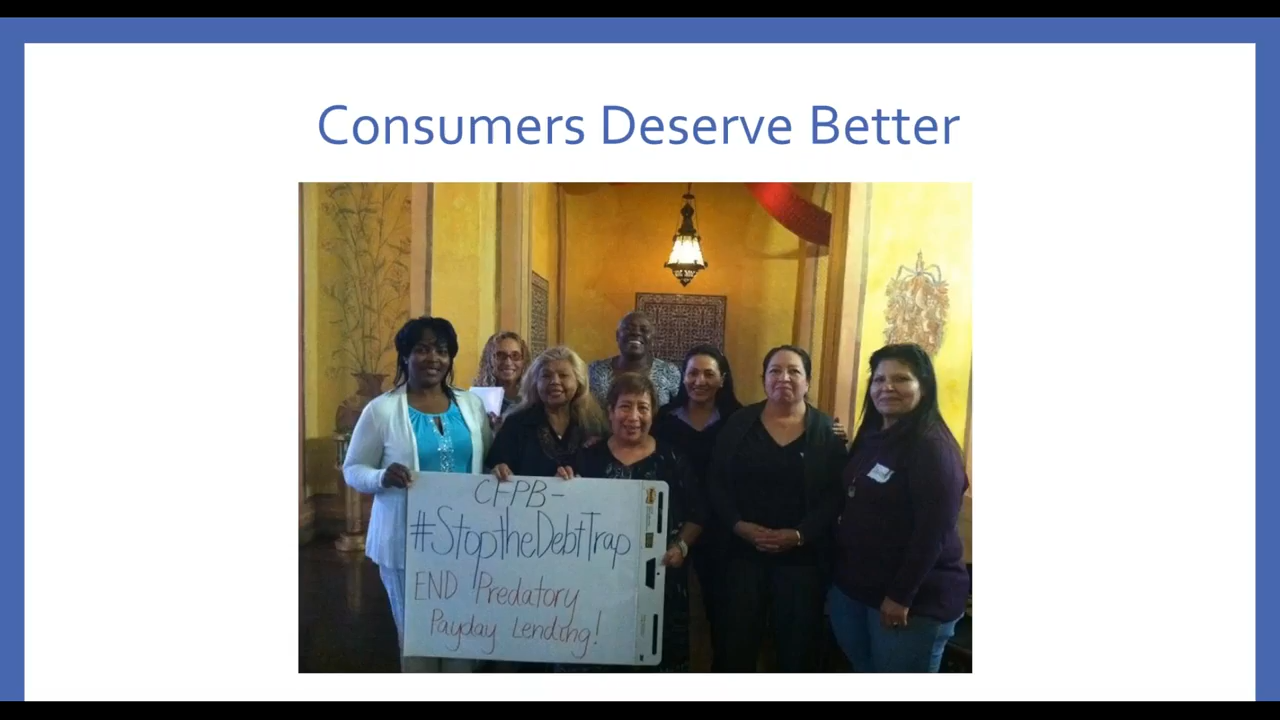 Consumers Deserve Better
CFPB-
#StoptheDebtTrap
END Predatory
Payday Lending!